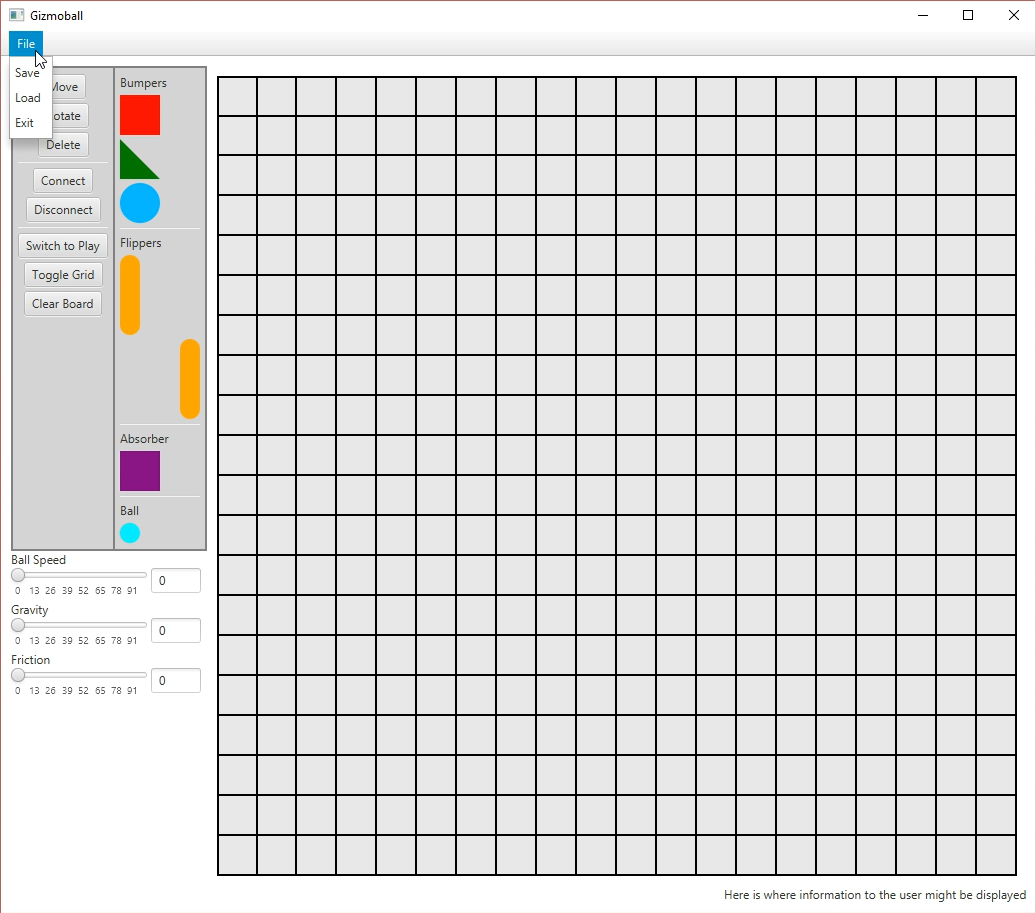 Gizmoball
File
Save
Load
Exit
Move
otate
Delete
Connect
Disconnect
Switch to Play
Toggle Grid
Clear Board
Bumpers
Flippers
Absorber
Ball
Ball Speed
0
0 13 26 39 52 65 78 91
Gravity
0
0 13 26 39 52 65 78 91
Friction
0
0 13 26 39 52 65 78 91
Here is where information to the user might be displayed